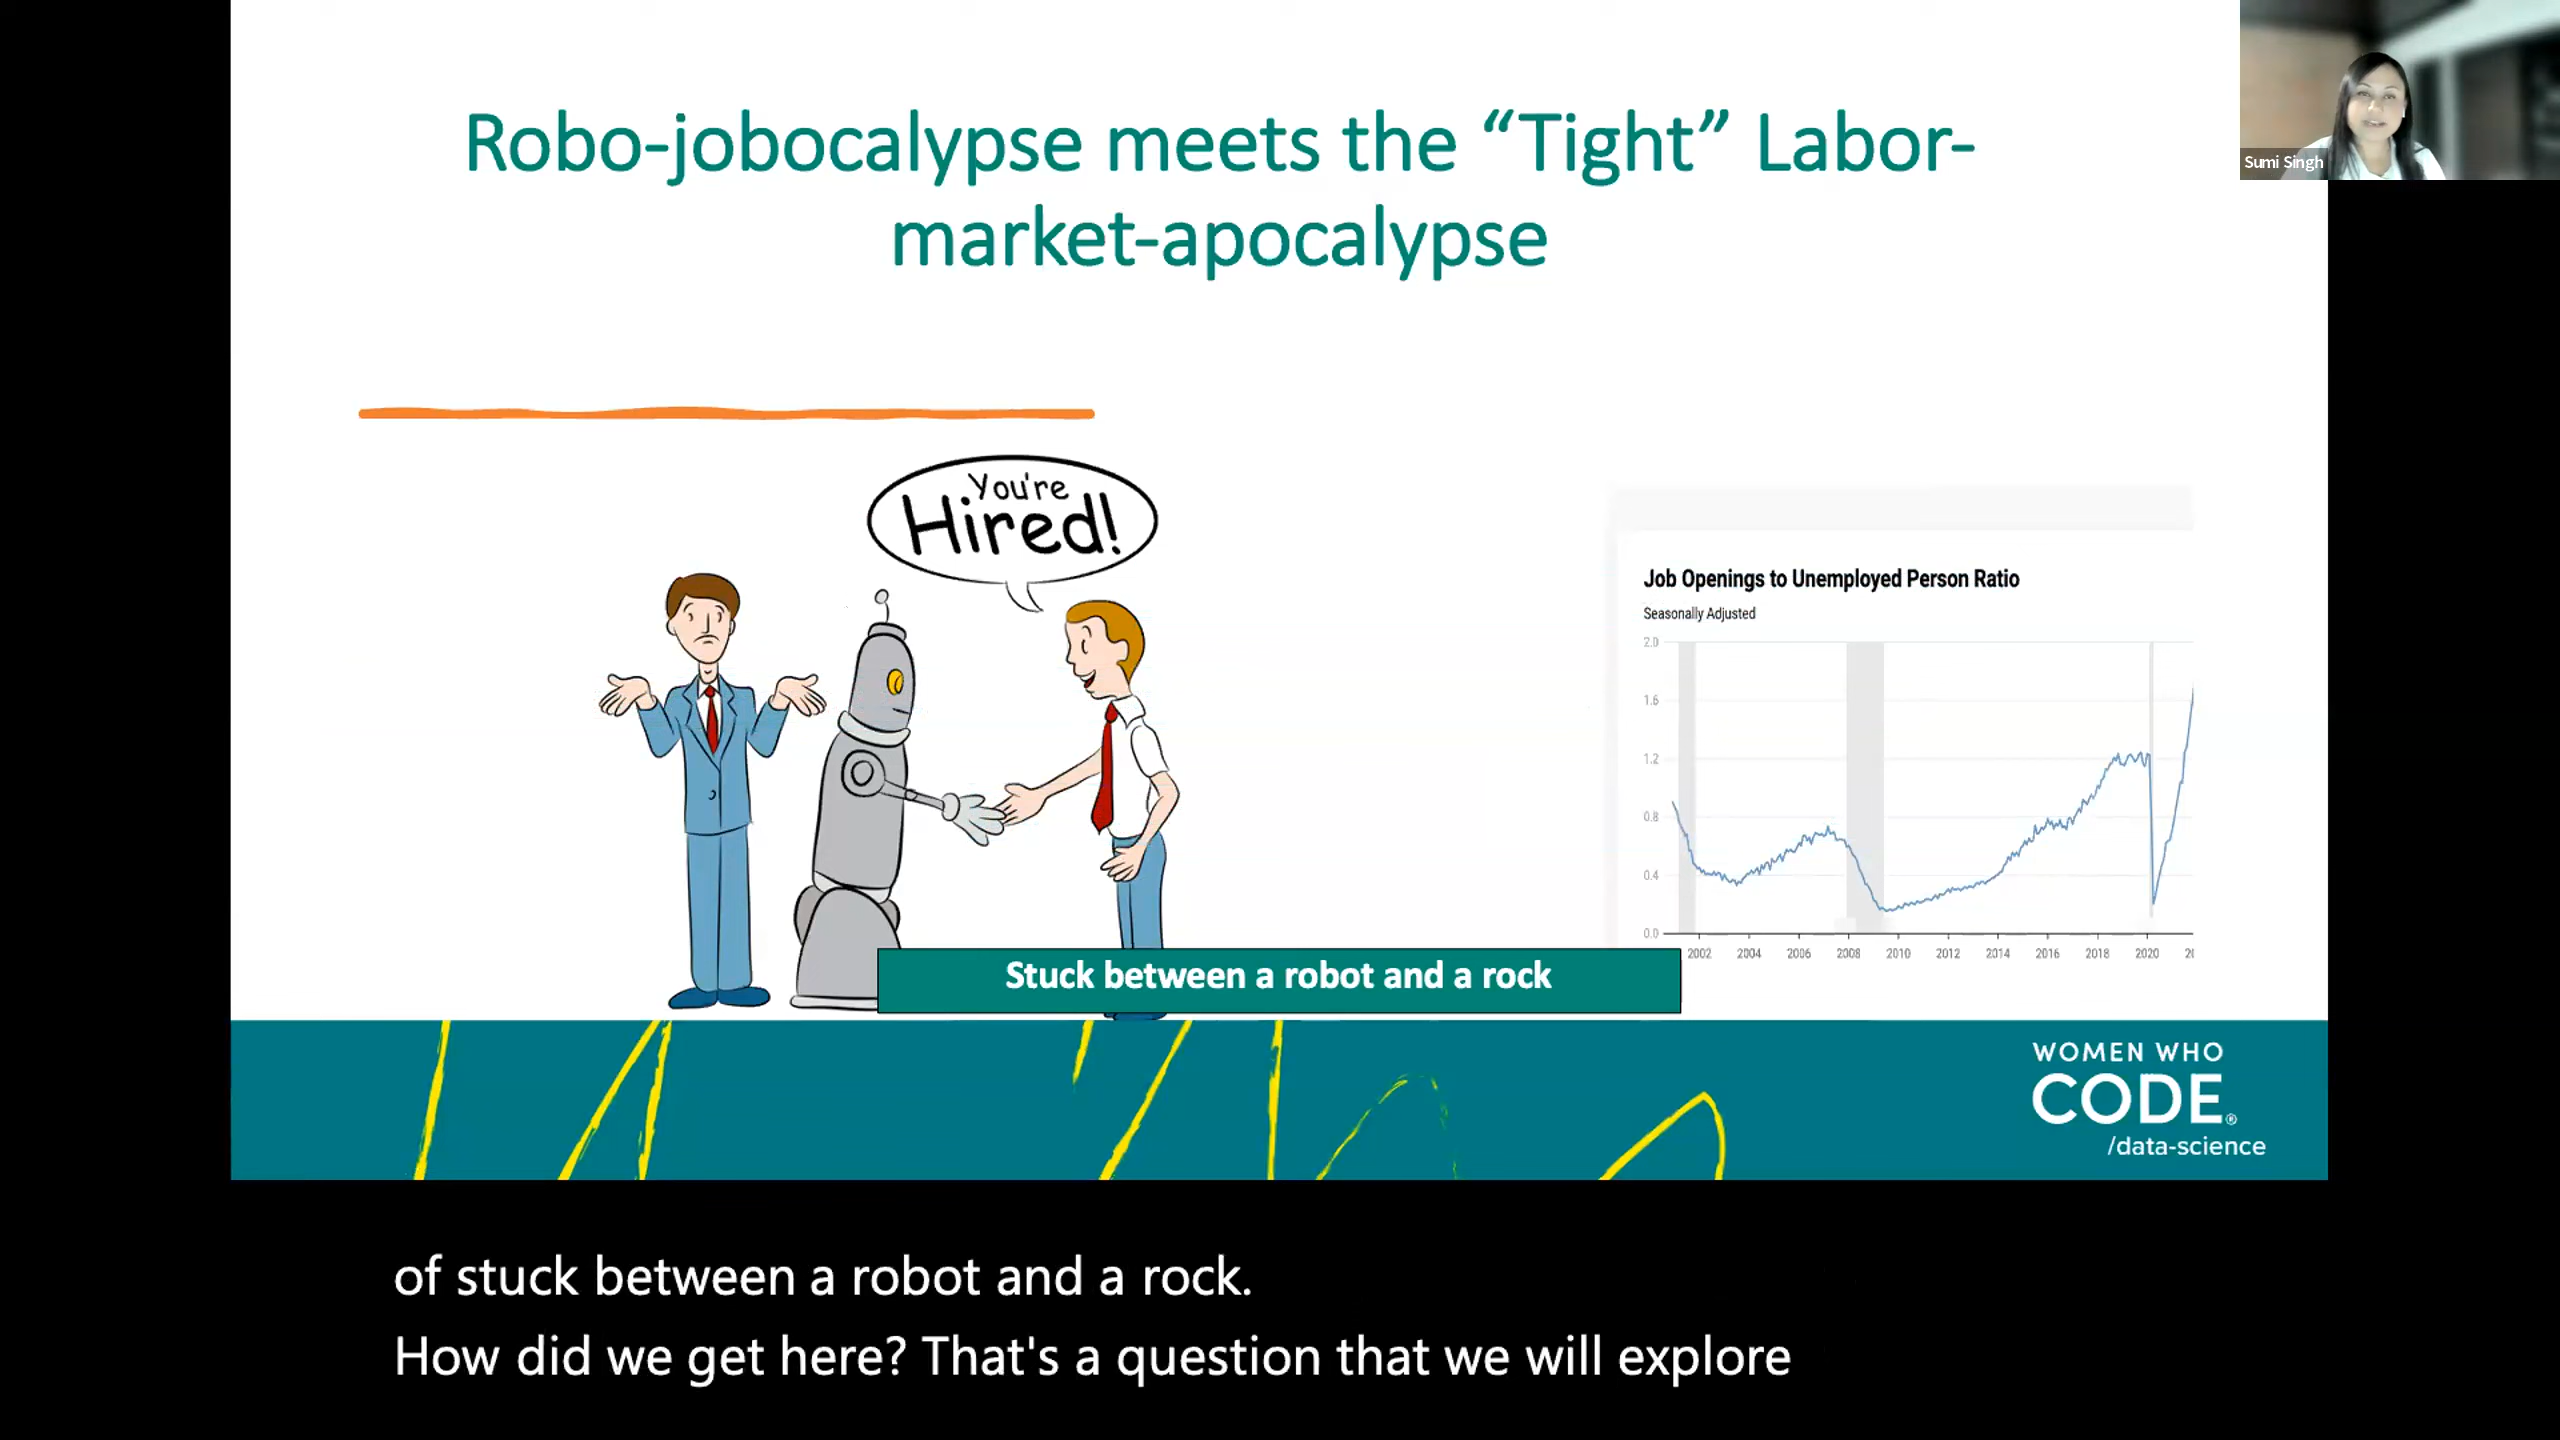 Robo-jobocalypse meets the “Tight” Labor-
market-apocalypse
Sumi Singh
You're
Hired!
Job Openings to Unemployed Person Ratio
Seasonally Adjusted
2.0
1.6
1.2
0.8
0.4
0.0
2002 2004 2006 2008 2010 2012 2014 2016 2018 2020
Stuck between a robot and a rock
WOMEN WHO
CODE®
/data-science
of stuck between a robot and a rock.
How did we get here? That's a question that we will explore